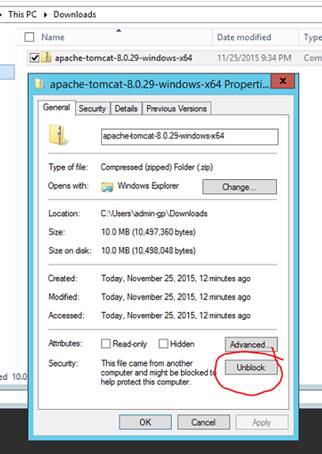 This PC ▸ Downloads
Name
Date modified
Type
apache-tomcat-8.0.29-windows-x64
11/25/2015 9:34 PM
Com
apache-tomcat-8.0.29-windows-x64 Properti...
General
Security
Details
Previous Versions
apache-tomcat-8.0.29-windows-x64
Type of file: Compressed (zipped) Folder (.zip)
Opens with: Windows Explorer
Change...
Location: C:\Users\admin-gp\Downloads
Size: 10.0 MB (10,497,360 bytes)
Size on disk: 10.0 MB (10,498,048 bytes)
Created: Today, November 25, 2015, 12 minutes ago
Modified: Today, November 25, 2015, 12 minutes ago
Accessed: Today, November 25, 2015, 12 minutes ago
Attributes: Read-only Hidden
Advanced...
Security: This file came from another
computer and might be blocked to
help protect this computer.
Unblock
ed 10.0
OK
Cancel
Apply